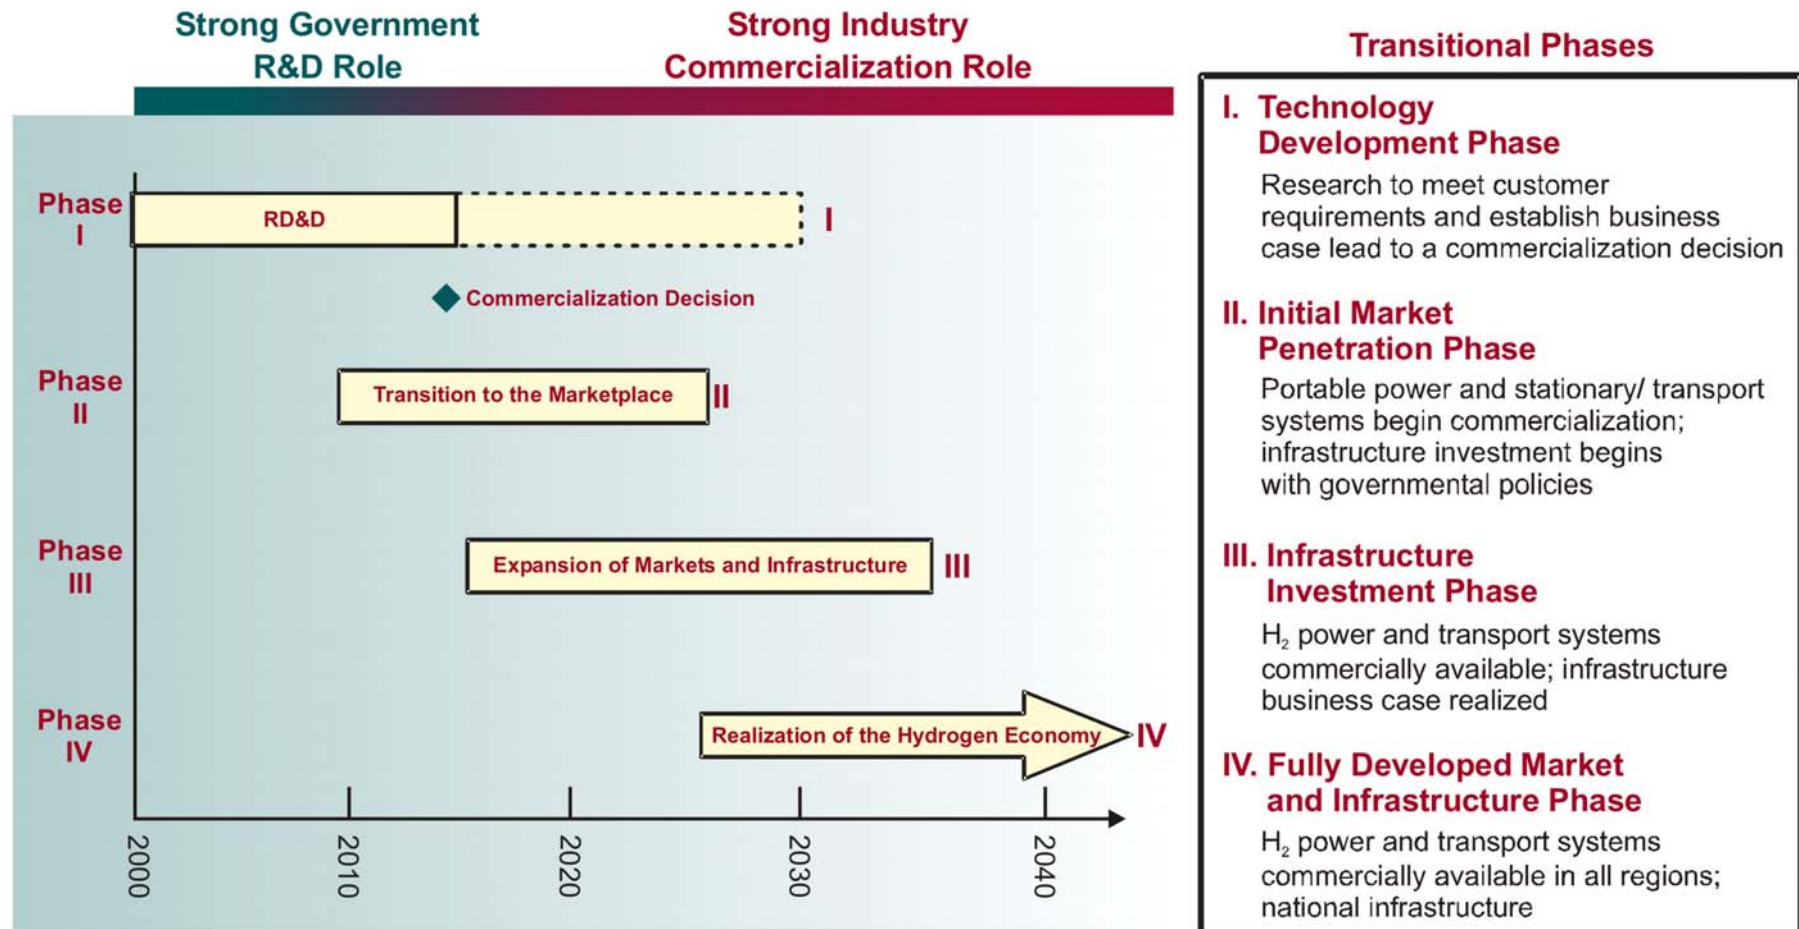 Strong Government
R&D Role
Strong Industry
Commercialization Role
Phase
I
RD&D
I
Commercialization Decision
Phase
II
Transition to the Marketplace
II
Phase
III
Expansion of Markets and Infrastructure
III
Phase
IV
Realization of the Hydrogen Economy
IV
2000
2010
2020
2030
2040
Transitional Phases
I. Technology
Development Phase
Research to meet customer
requirements and establish business
case lead to a commercialization decision
II. Initial Market
Penetration Phase
Portable power and stationary/ transport
systems begin commercialization;
infrastructure investment begins
with governmental policies
III. Infrastructure
Investment Phase
H₂ power and transport systems
commercially available; infrastructure
business case realized
IV. Fully Developed Market
and Infrastructure Phase
H₂ power and transport systems
commercially available in all regions;
national infrastructure